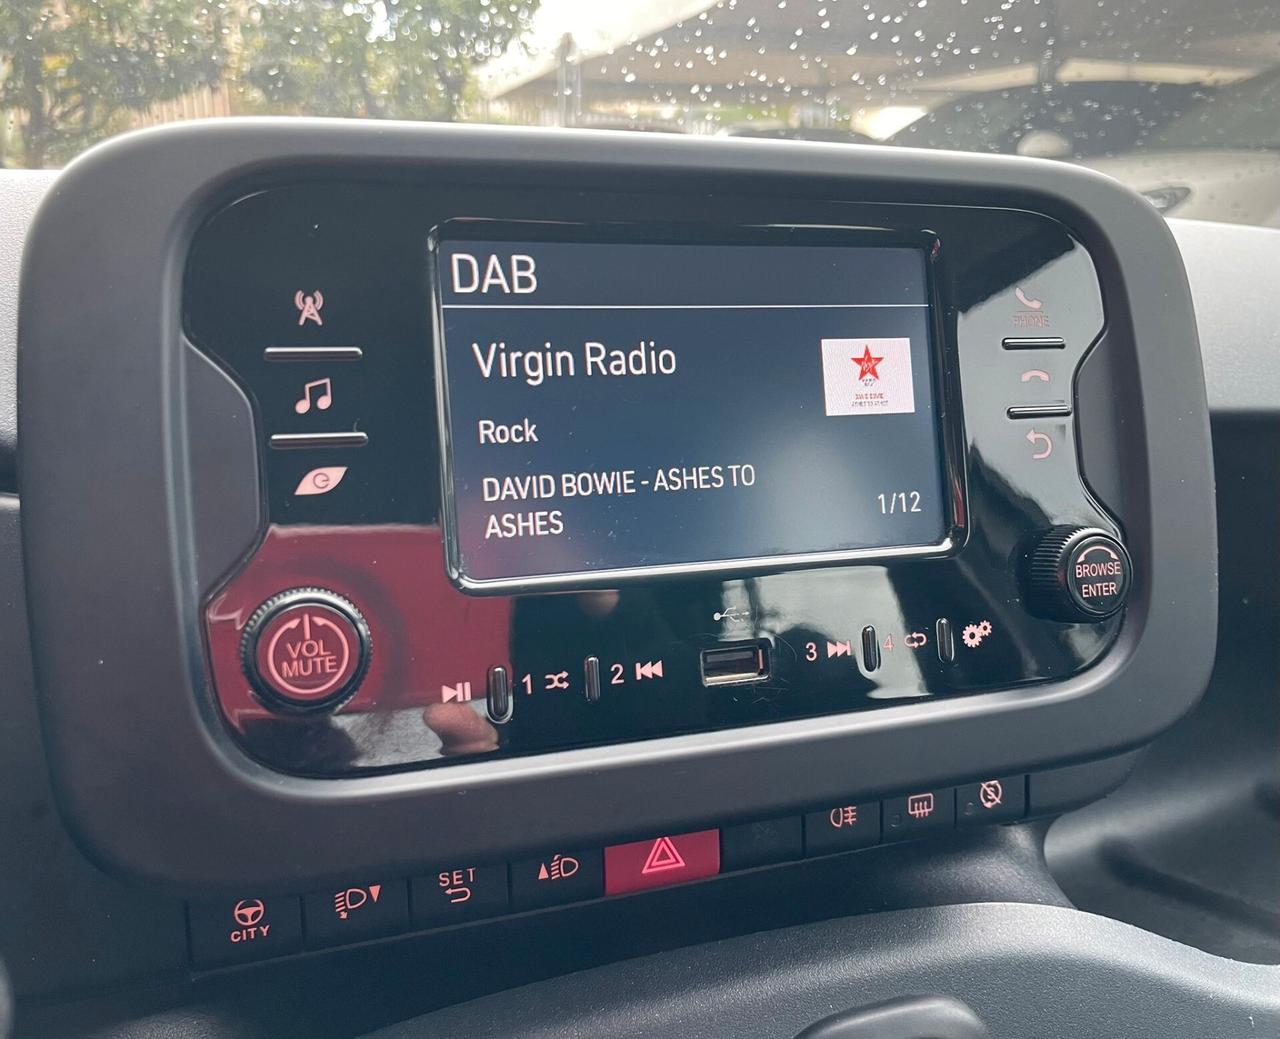 DAB
Virgin Radio
Rock
DAVID BOWIE - ASHES TO
ASHES
1/12
PHONE
BROWSE
ENTER
VOL
MUTE
1
2
3
4
CITY
SET